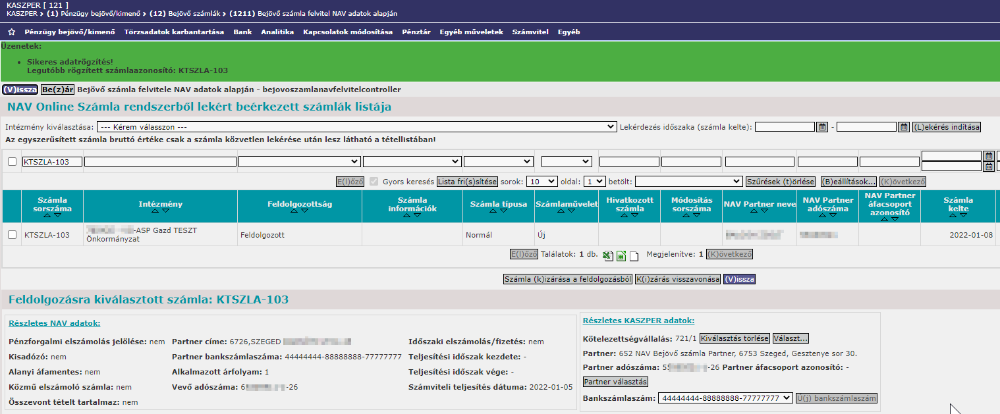 KASZPER [ 121 ]
KASZPER > (1) Pénzügy bejövő/kimenő > (12) Bejövő számlák > (1211) Bejövő számla felvitel NAV adatok alapján
Pénzügy bejövő/kimenő Törzsadatok karbantartása Bank Analitika Kapcsolatok módosítása Pénztár Egyéb műveletek Számvitel Egyéb
Üzenetek:
• Sikeres adatrögzítés!
Legutóbb rögzített számlaazonosító: KTSZLA-103
(V)issza Be(z)ár Bejövő számla felvitele NAV adatok alapján - bejovoszamlanavfelvitelcontroller
NAV Online Számla rendszerből lekért beérkezett számlák listája
Intézmény kiválasztása: --- Kérem válasszon --- Lekérdezés időszaka (számla kelte): - (L)ekérés indítása
Az egyszerűsített számla bruttó értéke csak a számla közvetlen lekérése után lesz látható a tétellistában!
KTSZLA-103
E(l)őző Gyors keresés Lista fri(s)sítése sorok: 10 oldal: 1 betölt: Szűrések (t)örlése (B)eállítások... (K)övetkező
Számla sorszáma Intézmény Feldolgozottság Számla információk Számla típusa Számlaművelet Hivatkozott számla Módosítás sorszáma NAV Partner neve NAV Partner adószáma NAV Partner áfacsoport azonosító Számla kelte
KTSZLA-103 -ASP Gazd TESZT Önkormányzat Feldolgozott Normál Új 2022-01-08
E(l)őző Találatok: 1 db. Megjelenítve: 1 (K)övetkező
Számla (k)izárása a feldolgozásból K(i)zárás visszavonása (V)issza
Feldolgozásra kiválasztott számla: KTSZLA-103
Részletes NAV adatok:
Pénzforgalmi elszámolás jelölése: nem Partner címe: 6726,SZEGED Időszaki elszámolás/fizetés: nem
Kisadózó: nem Partner bankszámlaszáma: 44444444-88888888-77777777 Teljesítési időszak kezdete: -
Alanyi áfamentes: nem Alkalmazott árfolyam: 1 Teljesítési időszak vége: -
Közmű elszámoló számla: nem Vevő adószáma: 6 -26 Számviteli teljesítés dátuma: 2022-01-05
Összevont tételt tartalmaz: nem
Részletes KASZPER adatok:
Kötelezettségvállalás: 721/1 Kiválasztás törlése Választ...
Partner: 652 NAV Bejövő számla Partner, 6753 Szeged, Gesztenye sor 30.
Partner adószáma: 5 -26 Partner áfacsoport azonosító: -
Partner választás
Bankszámlaszám: 44444444-88888888-77777777 Ú(j) bankszámlaszám